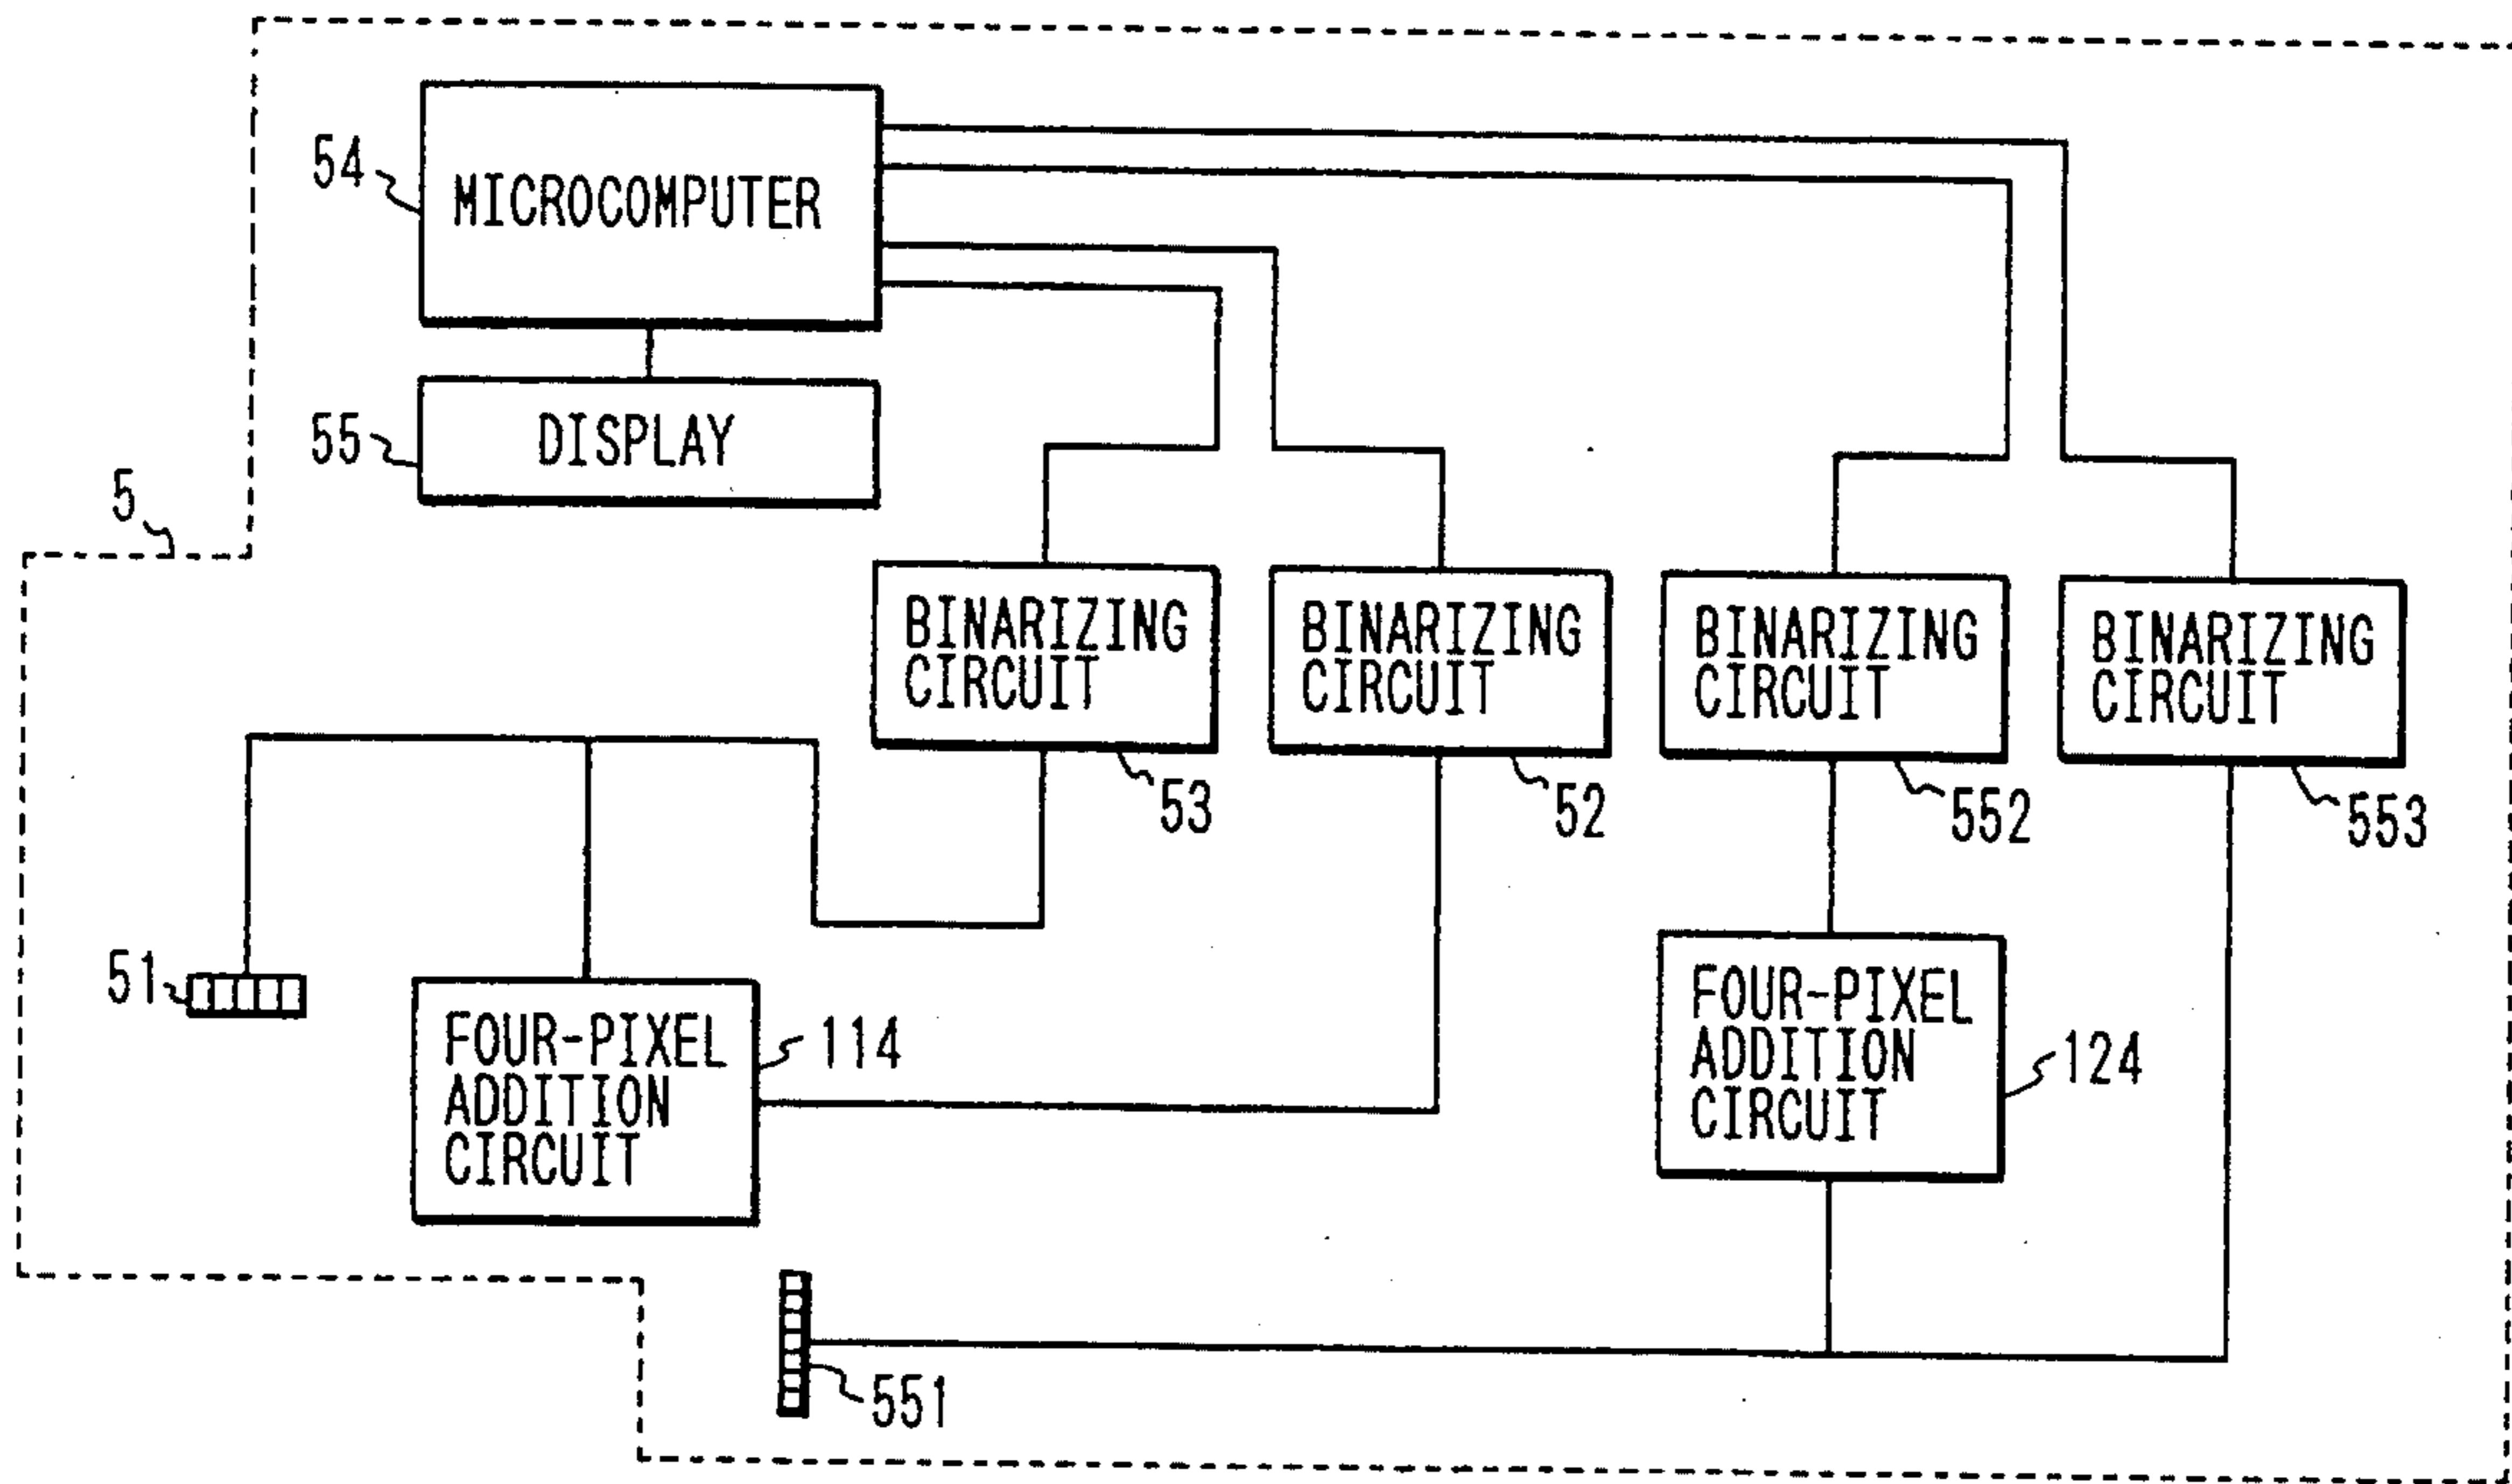 54
MICROCOMPUTER
55
DISPLAY
5
BINARIZING
CIRCUIT
53
BINARIZING
CIRCUIT
52
BINARIZING
CIRCUIT
552
BINARIZING
CIRCUIT
553
51
FOUR-PIXEL
ADDITION
CIRCUIT
114
FOUR-PIXEL
ADDITION
CIRCUIT
124
551